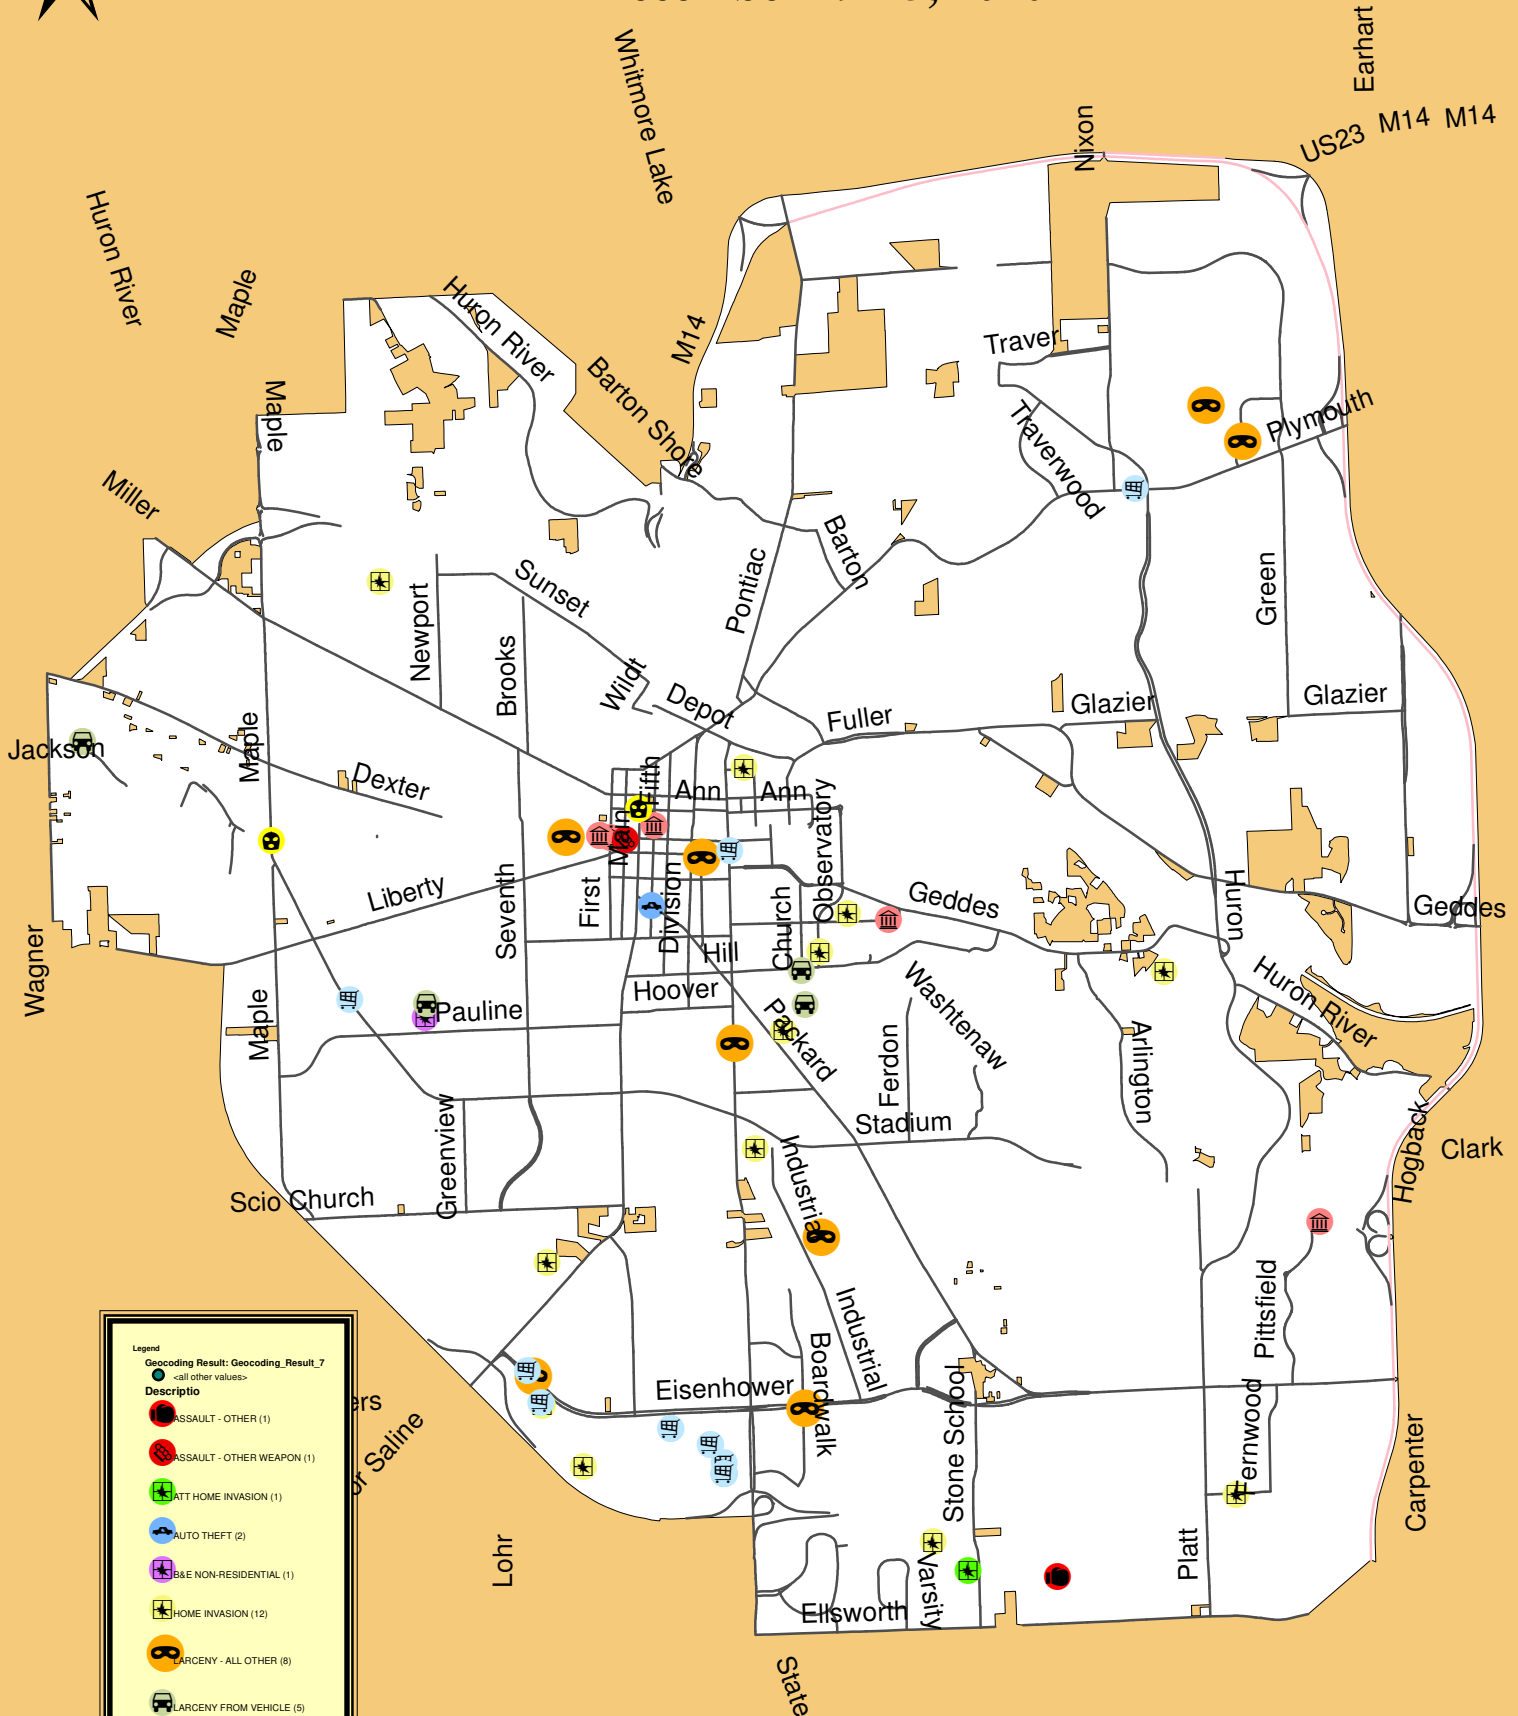 Earhart
Whitmore Lake
M14
M14
US23
Nixon
Huron River
Maple
Huron River
M14
Traver
Barton Shore
Maple
Plymouth
Traverwood
Miller
Barton
Sunset
Pontiac
Green
Newport
Brooks
Wildt
Depot
Glazier
Glazier
Fuller
Maple
Jackson
Fifth
Dexter
Ann
Ann
Observatory
Main
Liberty
Seventh
First
Division
Church
Geddes
Huron
Geddes
Wagner
Hill
Hoover
Washtenaw
Huron River
Maple
Pauline
Packard
Ferdon
Arlington
Stadium
Greenview
Industrial
Hogback
Clark
Scio Church
Pittsfield
Industrial
Boardwalk
Eisenhower
Stone School
Fernwood
ers
or Saline
Carpenter
Lohr
Platt
Varsity
Ellsworth
State
Legend
Geocoding Result: Geocoding_Result_7
<all other values>
Descriptio
ASSAULT - OTHER (1)
ASSAULT - OTHER WEAPON (1)
ATT HOME INVASION (1)
AUTO THEFT (2)
B&E NON-RESIDENTIAL (1)
HOME INVASION (12)
LARCENY - ALL OTHER (8)
LARCENY FROM VEHICLE (5)